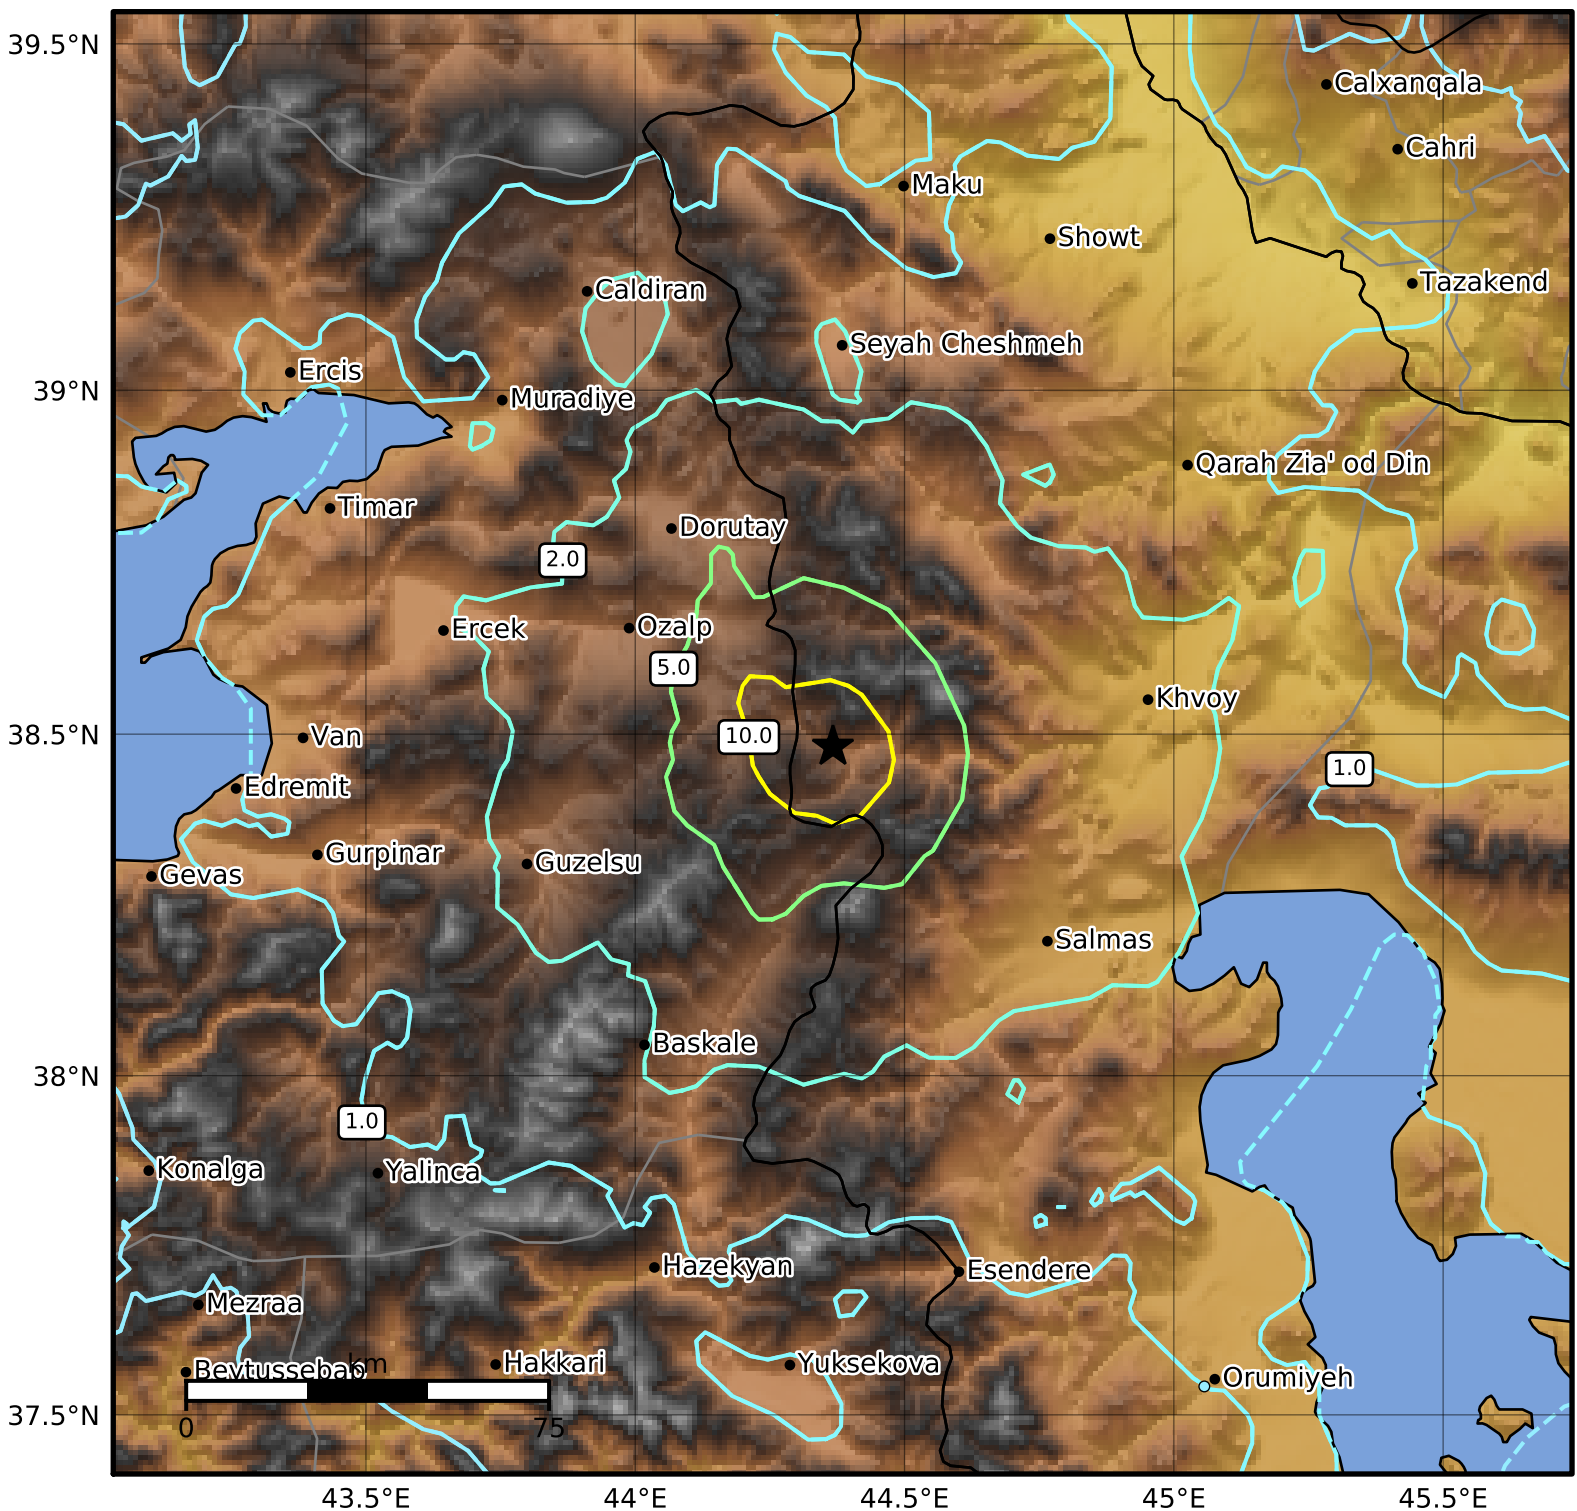 39.5°N
Calxanqala
Cahri
Maku
Showt
Caldiran
Tazakend
Seyah Cheshmeh
Ercis
39°N
Muradiye
Qarah Zia' od Din
Timar
Dorutay
2.0
Ercek
Ozalp
5.0
Khvoy
38.5°N
Van
10.0
1.0
Edremit
Gurpinar
Guzelsu
Gevas
Salmas
Baskale
38°N
1.0
Konalga
Yalinca
Hazekyan
Esendere
Mezraa
Beytussebap
km
Hakkari
Yuksekova
Orumiyeh
37.5°N
0
75
43.5°E
44°E
44.5°E
45°E
45.5°E